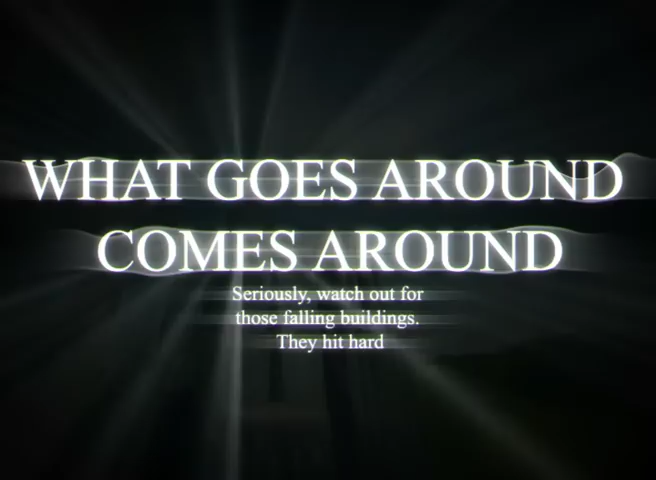 WHAT GOES AROUND
COMES AROUND
Seriously, watch out for
those falling buildings.
They hit hard